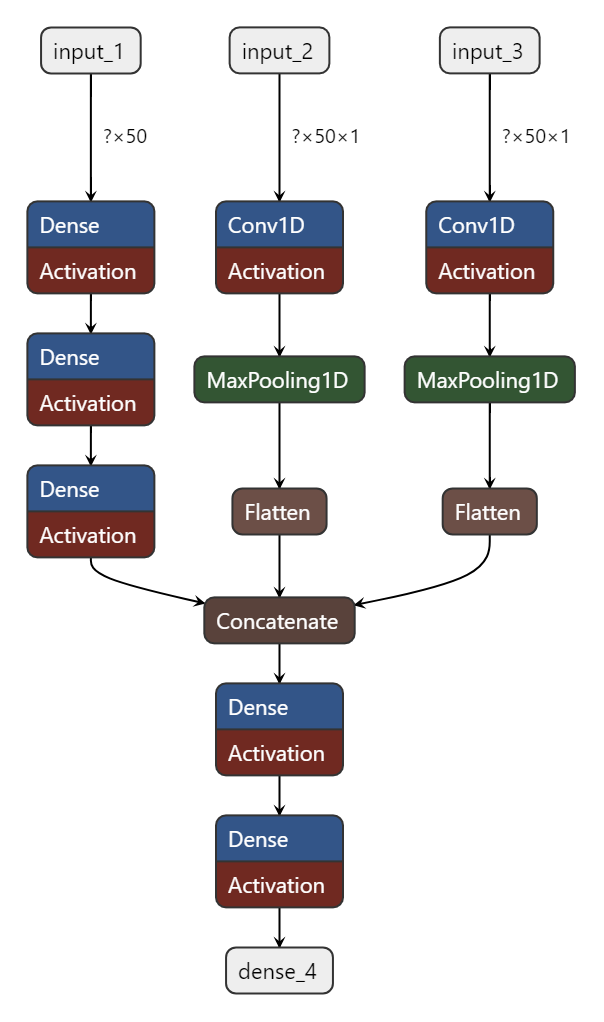 input_1
input_2
input_3
?×50
?×50×1
?×50×1
Dense
Activation
Conv1D
Activation
Conv1D
Activation
Dense
Activation
MaxPooling1D
MaxPooling1D
Dense
Activation
Flatten
Flatten
Concatenate
Dense
Activation
Dense
Activation
dense_4